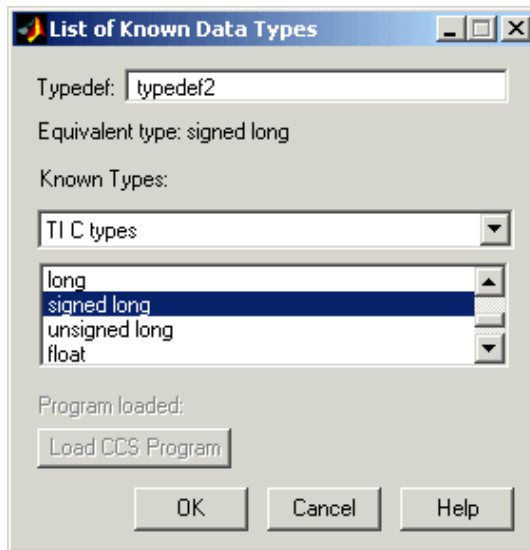 List of Known Data Types
Typedef: typedef2
Equivalent type: signed long
Known Types:
TI C types
long
signed long
unsigned long
float
Program loaded:
Load CCS Program
OK Cancel Help